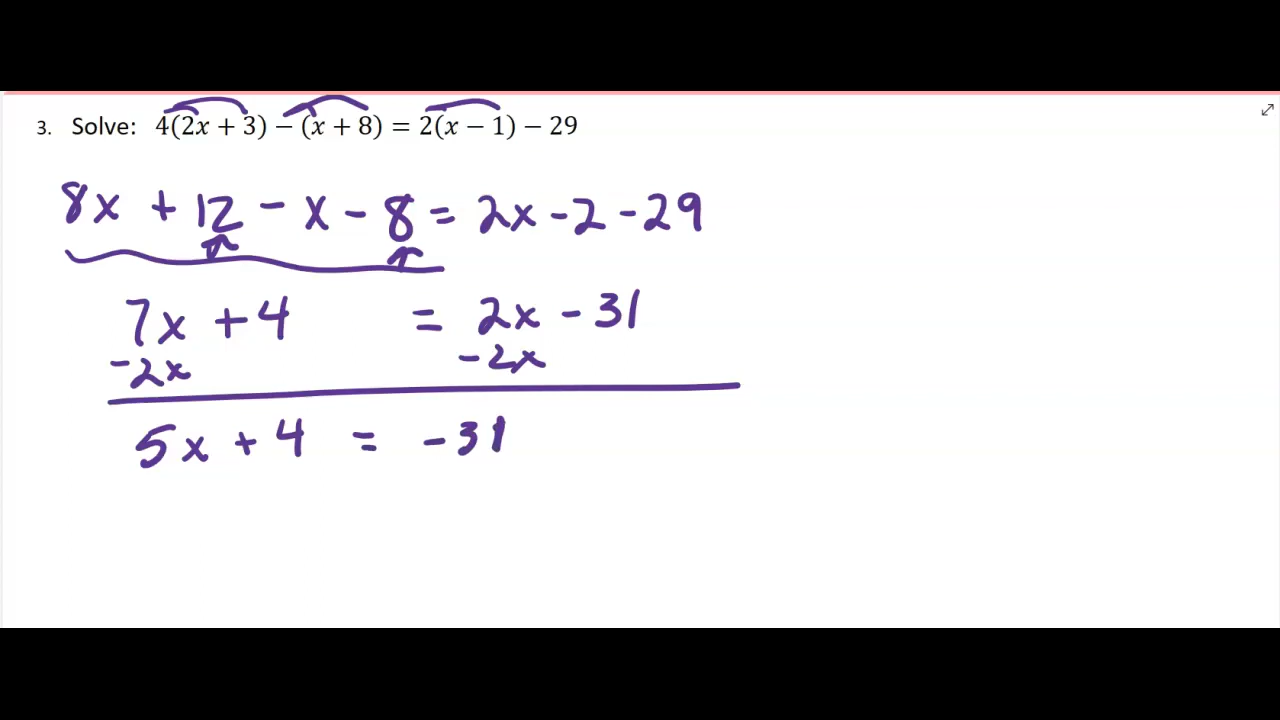 3. Solve: 4(2x + 3) − (x + 8) = 2(x − 1) − 29
8x + 12 - x - 8 = 2x - 2 - 29
7x + 4 = 2x - 31
-2x -2x
5x + 4 = -31